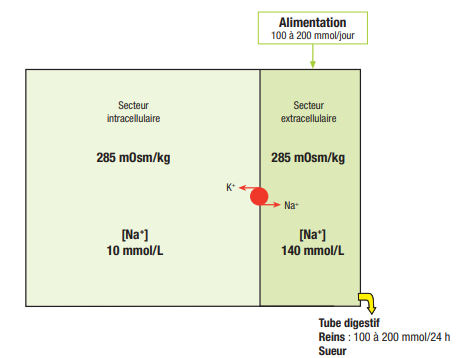 Alimentation
100 à 200 mmol/jour
Secteur
intracellulaire
Secteur
extracellulaire
285 mOsm/kg
285 mOsm/kg
K+
Na+
[Na+]
10 mmol/L
[Na+]
140 mmol/L
Tube digestif
Reins : 100 à 200 mmol/24 h
Sueur